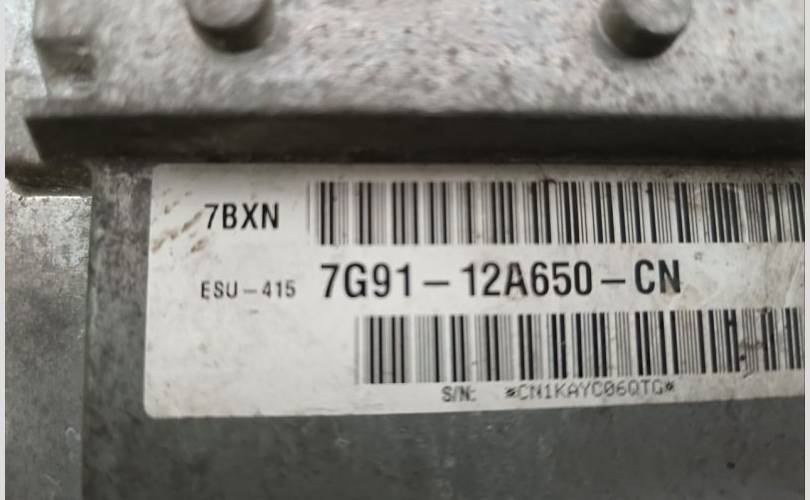 7BXN
ESU-415 7G91-12A650-CN
S/N: *CN1KAYC06QTG*